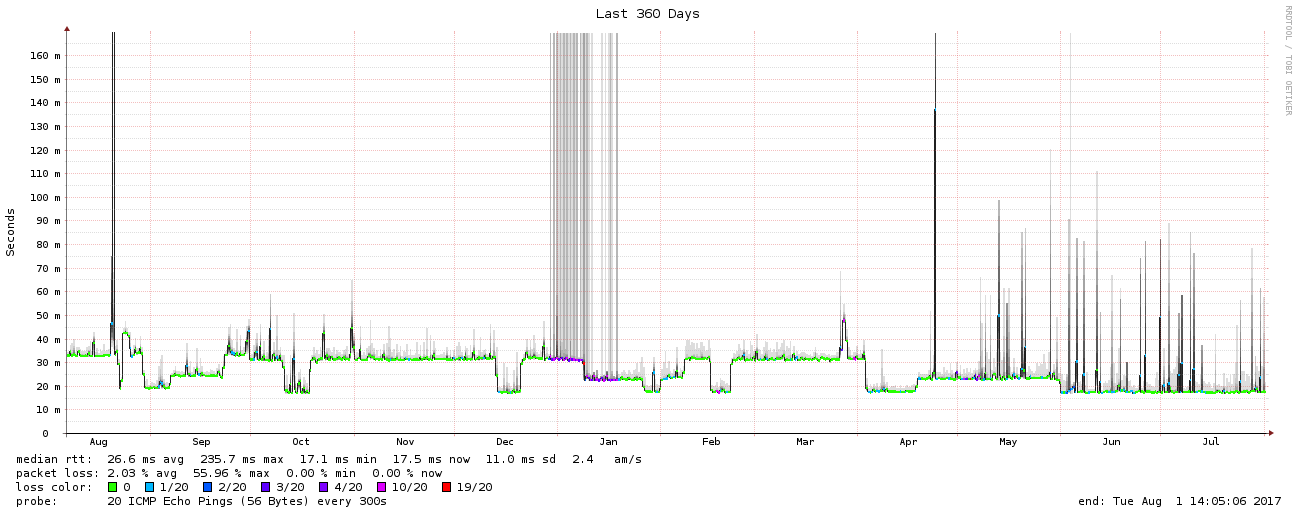 Last 360 Days
RRDTOOL / TOBI OETIKER
Seconds
160 m
150 m
140 m
130 m
120 m
110 m
100 m
90 m
80 m
70 m
60 m
50 m
40 m
30 m
20 m
10 m
0
Aug Sep Oct Nov Dec Jan Feb Mar Apr May Jun Jul
median rtt: 26.6 ms avg 235.7 ms max 17.1 ms min 17.5 ms now 11.0 ms sd 2.4 am/s
packet loss: 2.03 % avg 55.96 % max 0.00 % min 0.00 % now
loss color: 0 1/20 2/20 3/20 4/20 10/20 19/20
probe: 20 ICMP Echo Pings (56 Bytes) every 300s end: Tue Aug 1 14:05:06 2017